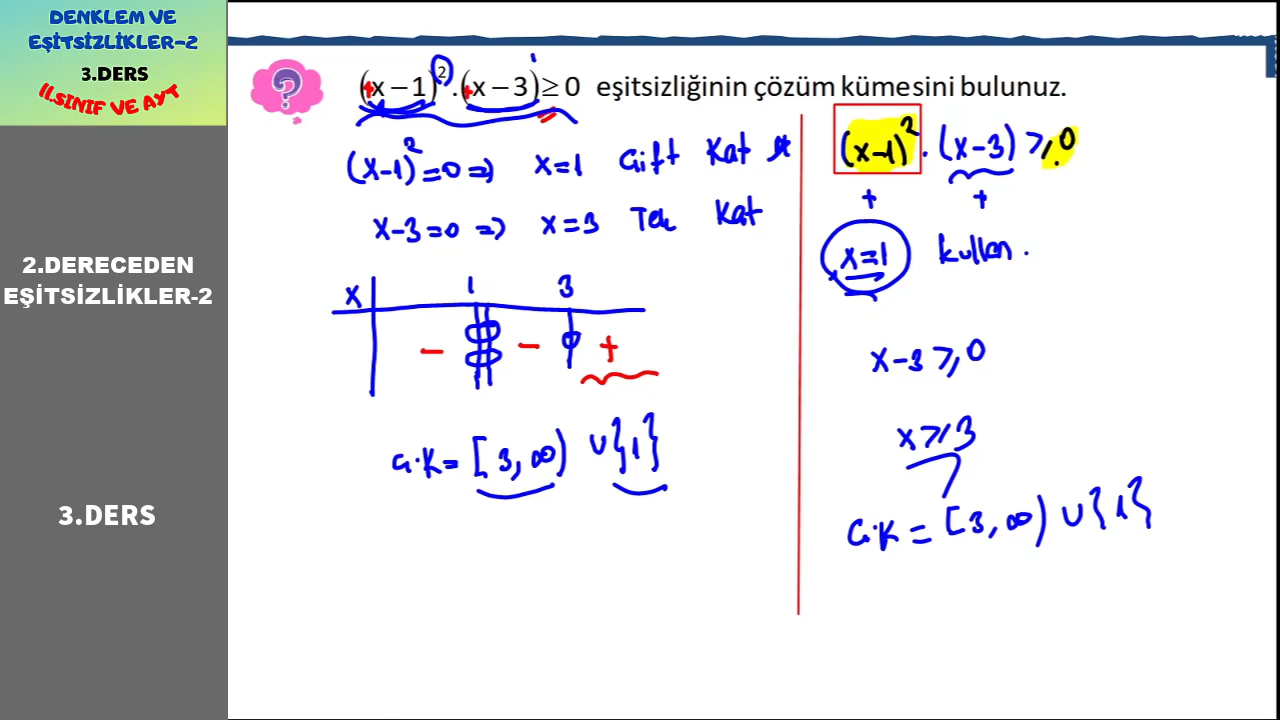 DENKLEM VE
EŞİTSİZLİKLER-2
3.DERS
11.SINIF VE AYT
2.DERECEDEN
EŞİTSİZLİKLER-2
3.DERS
(x−1)².(x−3)≥0 eşitsizliğinin çözüm kümesini bulunuz.
(x-1)²=0 => x=1 Çift Kat
x-3=0 => x=3 Tek Kat
x 1 3
- - +
Ç.K= [3,∞) ∪{1}
(x-1)².(x-3)≥0
+ +
x=1 kullan.
x-3≥0
x≥3
Ç.K= [3,∞) ∪{1}